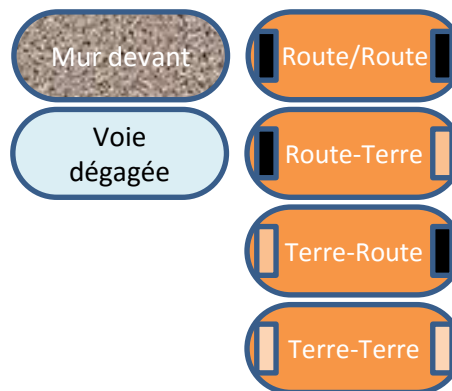 Mur devant
Route/Route
Voie
dégagée
Route-Terre
Terre-Route
Terre-Terre